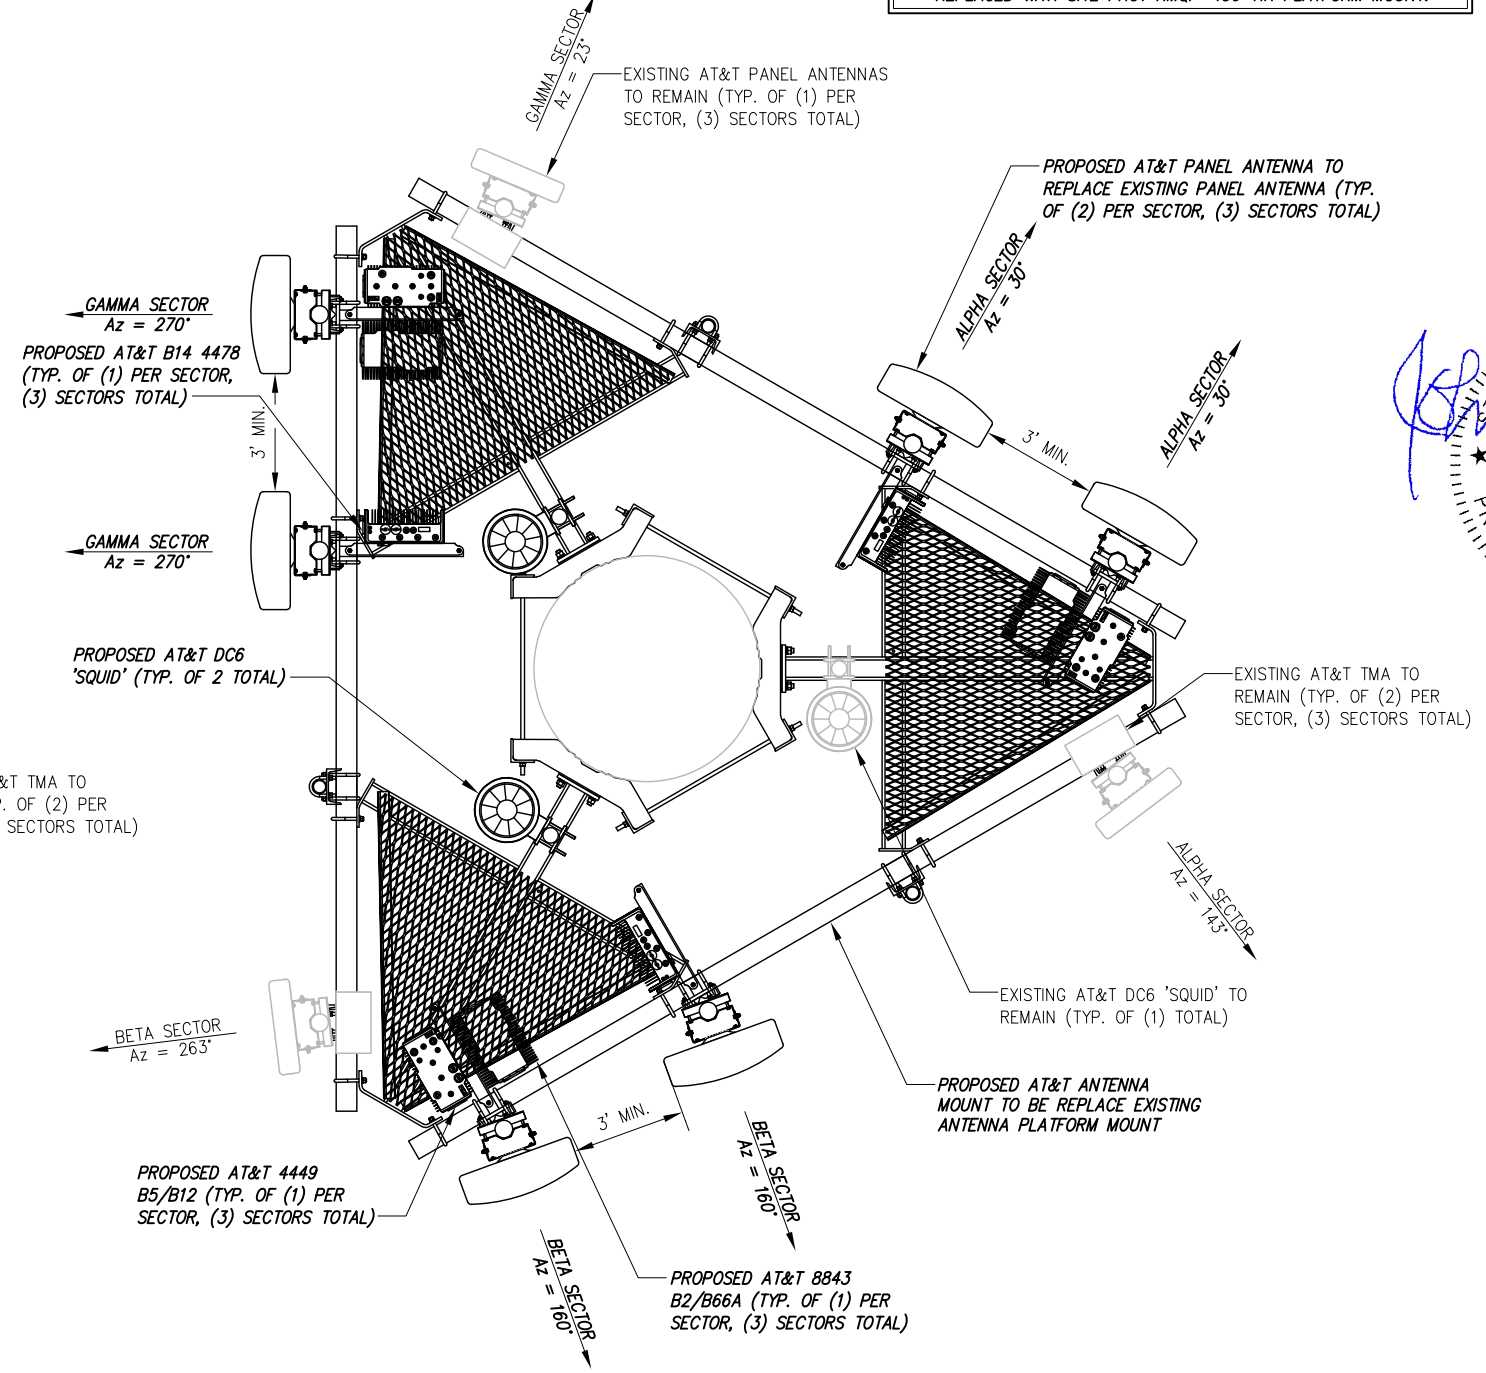 GAMMA SECTOR
Az = 23°
EXISTING AT&T PANEL ANTENNAS
TO REMAIN (TYP. OF (1) PER
SECTOR, (3) SECTORS TOTAL)
PROPOSED AT&T PANEL ANTENNA TO
REPLACE EXISTING PANEL ANTENNA (TYP.
OF (2) PER SECTOR, (3) SECTORS TOTAL)
ALPHA SECTOR
Az = 30°
ALPHA SECTOR
Az = 30°
3' MIN.
GAMMA SECTOR
Az = 270°
PROPOSED AT&T B14 4478
(TYP. OF (1) PER SECTOR,
(3) SECTORS TOTAL)
3' MIN.
GAMMA SECTOR
Az = 270°
PROPOSED AT&T DC6
'SQUID' (TYP. OF 2 TOTAL)
EXISTING AT&T TMA TO
REMAIN (TYP. OF (2) PER
SECTOR, (3) SECTORS TOTAL)
&T TMA TO
P. OF (2) PER
SECTORS TOTAL)
ALPHA SECTOR
Az = 143°
EXISTING AT&T DC6 'SQUID' TO
REMAIN (TYP. OF (1) TOTAL)
BETA SECTOR
Az = 263°
PROPOSED AT&T ANTENNA
MOUNT TO BE REPLACE EXISTING
ANTENNA PLATFORM MOUNT
3' MIN.
BETA SECTOR
Az = 160°
PROPOSED AT&T 4449
B5/B12 (TYP. OF (1) PER
SECTOR, (3) SECTORS TOTAL)
BETA SECTOR
Az = 160°
PROPOSED AT&T 8843
B2/B66A (TYP. OF (1) PER
SECTOR, (3) SECTORS TOTAL)